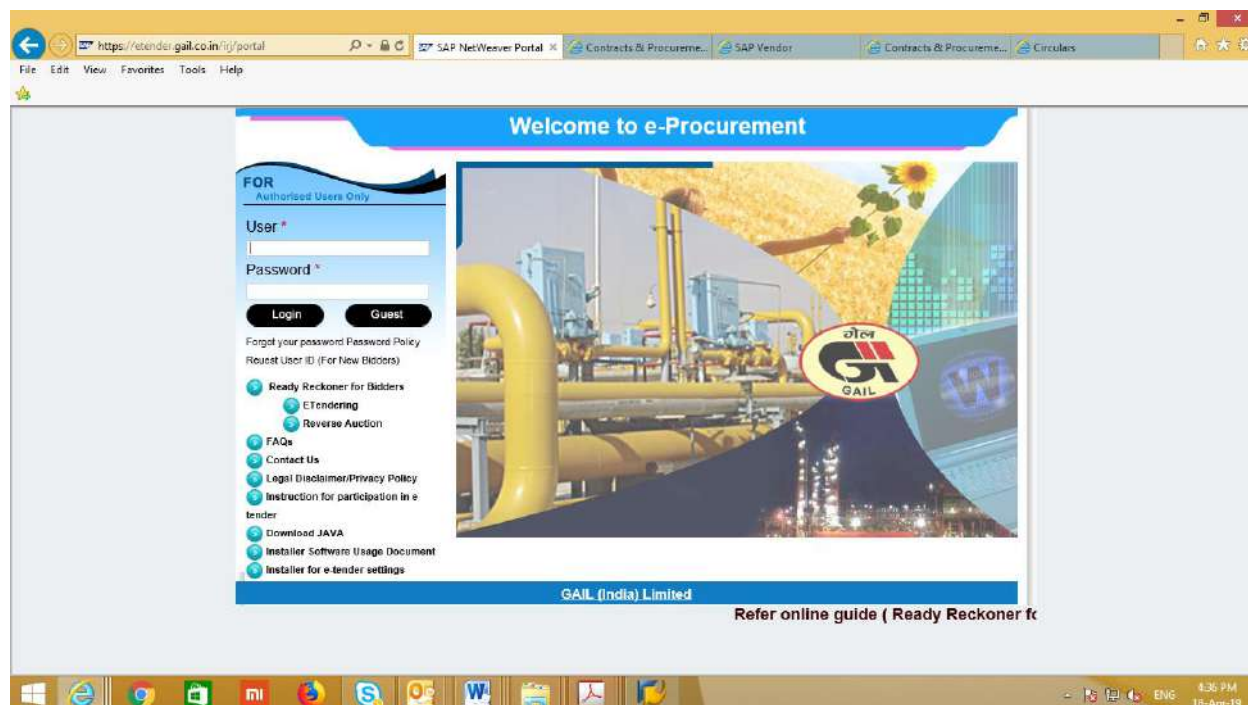 https://etender.gail.co.in/irj/portal
SAP NetWeaver Portal
Contracts & Procureme...
SAP Vendor
Contracts & Procureme...
Circulars
File Edit View Favorites Tools Help
Welcome to e-Procurement
FOR
Authorised Users Only
User *
Password *
Login Guest
Forgot your password Password Policy
Reuest User ID (For New Bidders)
Ready Reckoner for Bidders
ETendering
Reverse Auction
FAQs
Contact Us
Legal Disclaimer/Privacy Policy
Instruction for participation in e
tender
Download JAVA
Installer Software Usage Document
Installer for e-tender settings
गेल
GAIL
W
GAIL (India) Limited
Refer online guide ( Ready Reckoner fo
ENG
4:36 PM
18-Apr-19